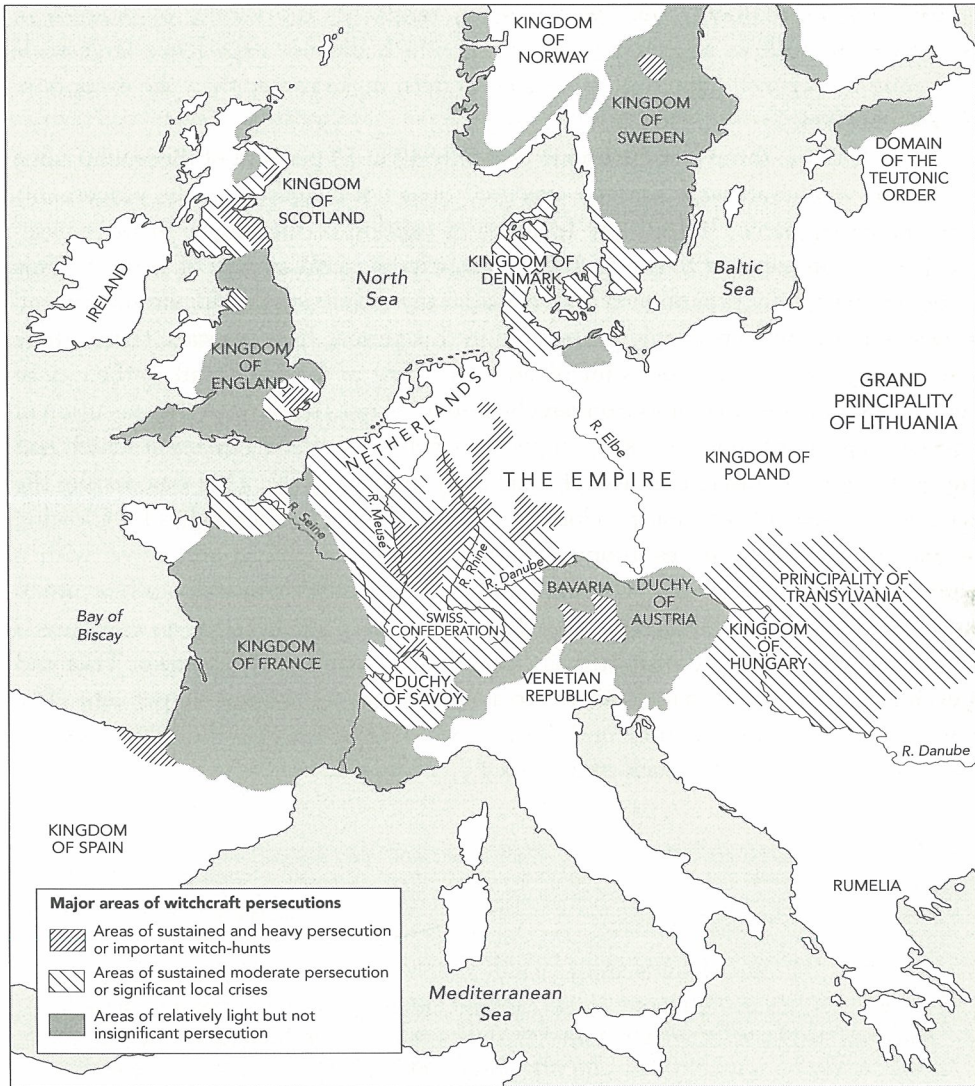 KINGDOM
OF
NORWAY
KINGDOM
OF
SWEDEN
DOMAIN
OF THE
TEUTONIC
ORDER
KINGDOM
OF
SCOTLAND
North
Sea
KINGDOM OF
DENMARK
Baltic
Sea
IRELAND
KINGDOM
OF
ENGLAND
NETHERLANDS
R. Elbe
GRAND
PRINCIPALITY
OF LITHUANIA
THE EMPIRE
KINGDOM OF
POLAND
R. Seine
R. Meuse
R. Rhine
R. Danube
BAVARIA
DUCHY
OF
AUSTRIA
PRINCIPALITY OF
TRANSYLVANIA
Bay of
Biscay
KINGDOM
OF FRANCE
SWISS
CONFEDERATION
KINGDOM
OF
HUNGARY
DUCHY
OF SAVOY
VENETIAN
REPUBLIC
R. Danube
KINGDOM
OF SPAIN
RUMELIA
Major areas of witchcraft persecutions
Areas of sustained and heavy persecution
or important witch-hunts
Areas of sustained moderate persecution
or significant local crises
Areas of relatively light but not
insignificant persecution
Mediterranean
Sea